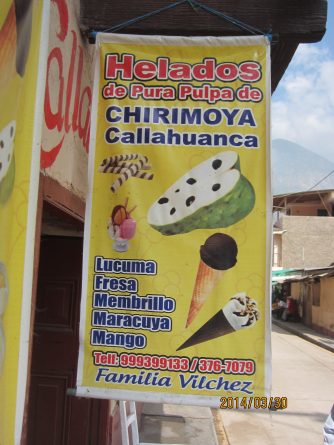 Helados
de Pura Pulpa de
CHIRIMOYA
Callahuanca
Lucuma
Fresa
Membrillo
Maracuya
Mango
Telf: 999399133 / 376-7079
Familia Vilchez
2014/03/30